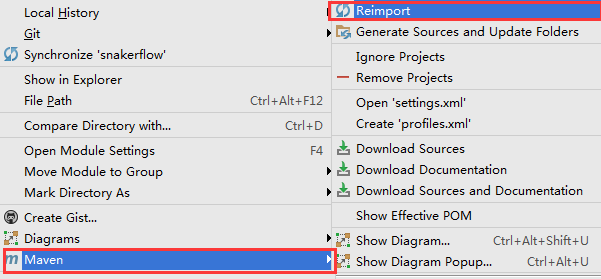 Local History
Git
Synchronize 'snakerflow'
Show in Explorer
File Path Ctrl+Alt+F12
Compare Directory with... Ctrl+D
Open Module Settings F4
Move Module to Group
Mark Directory As
Create Gist...
Diagrams
Maven
Reimport
Generate Sources and Update Folders
Ignore Projects
Remove Projects
Open 'settings.xml'
Create 'profiles.xml'
Download Sources
Download Documentation
Download Sources and Documentation
Show Effective POM
Show Diagram... Ctrl+Alt+Shift+U
Show Diagram Popup... Ctrl+Alt+U